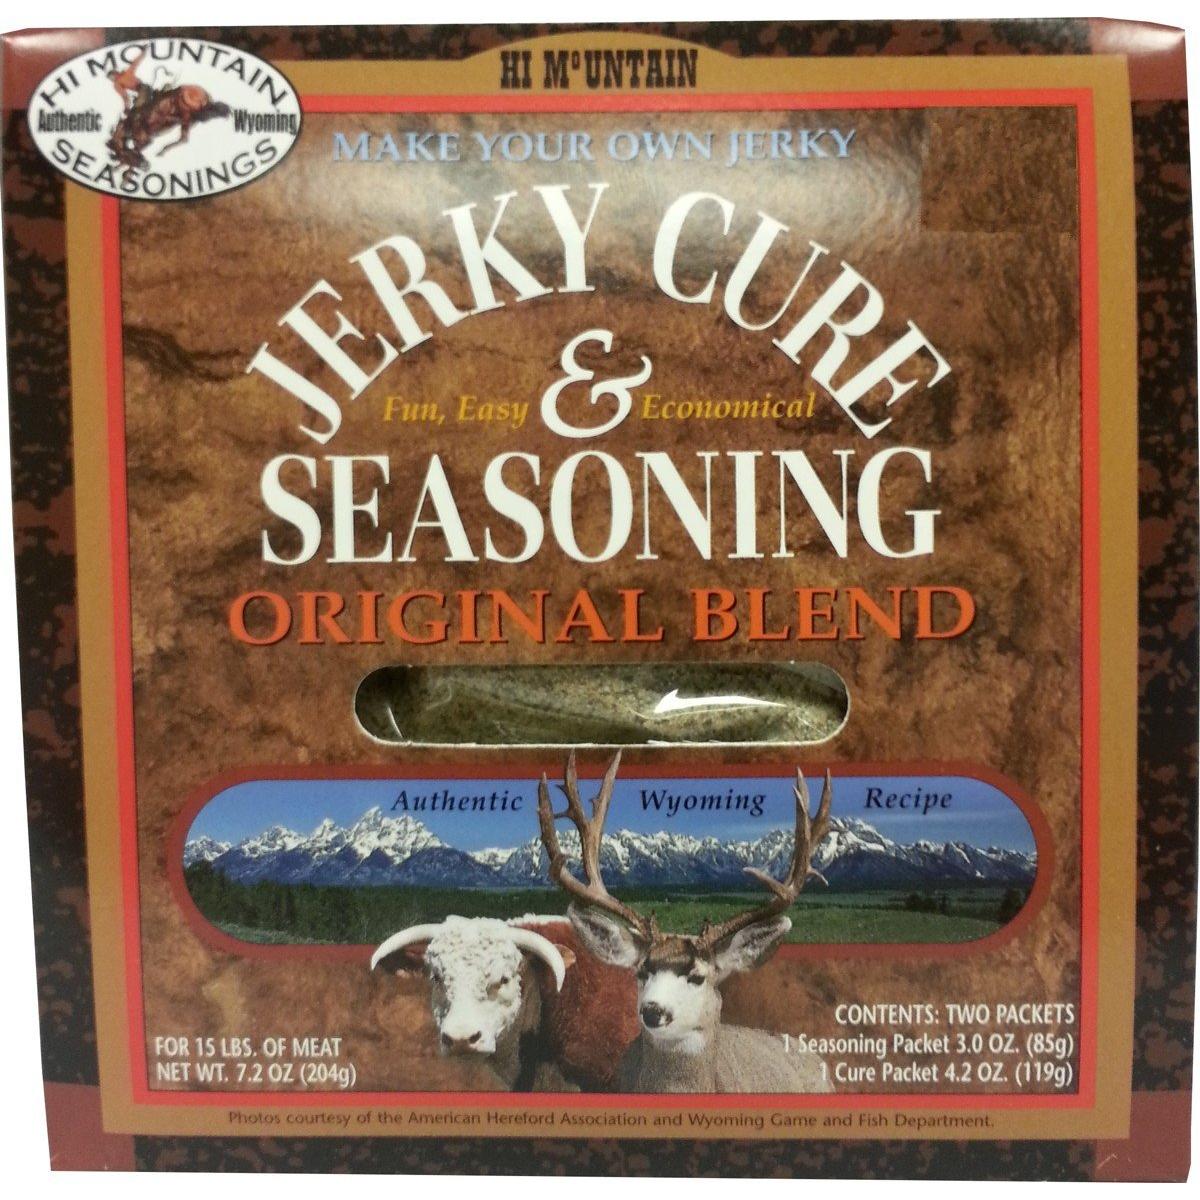 HI MOUNTAIN
Authentic Wyoming
SEASONINGS
HI MOUNTAIN
MAKE YOUR OWN JERKY
JERKY CURE
&
Fun, Easy Economical
SEASONING
ORIGINAL BLEND
Authentic Wyoming Recipe
FOR 15 LBS. OF MEAT
NET WT. 7.2 OZ (204g)
CONTENTS: TWO PACKETS
1 Seasoning Packet 3.0 OZ. (85g)
1 Cure Packet 4.2 OZ. (119g)
Photos courtesy of the American Hereford Association and Wyoming Game and Fish Department.